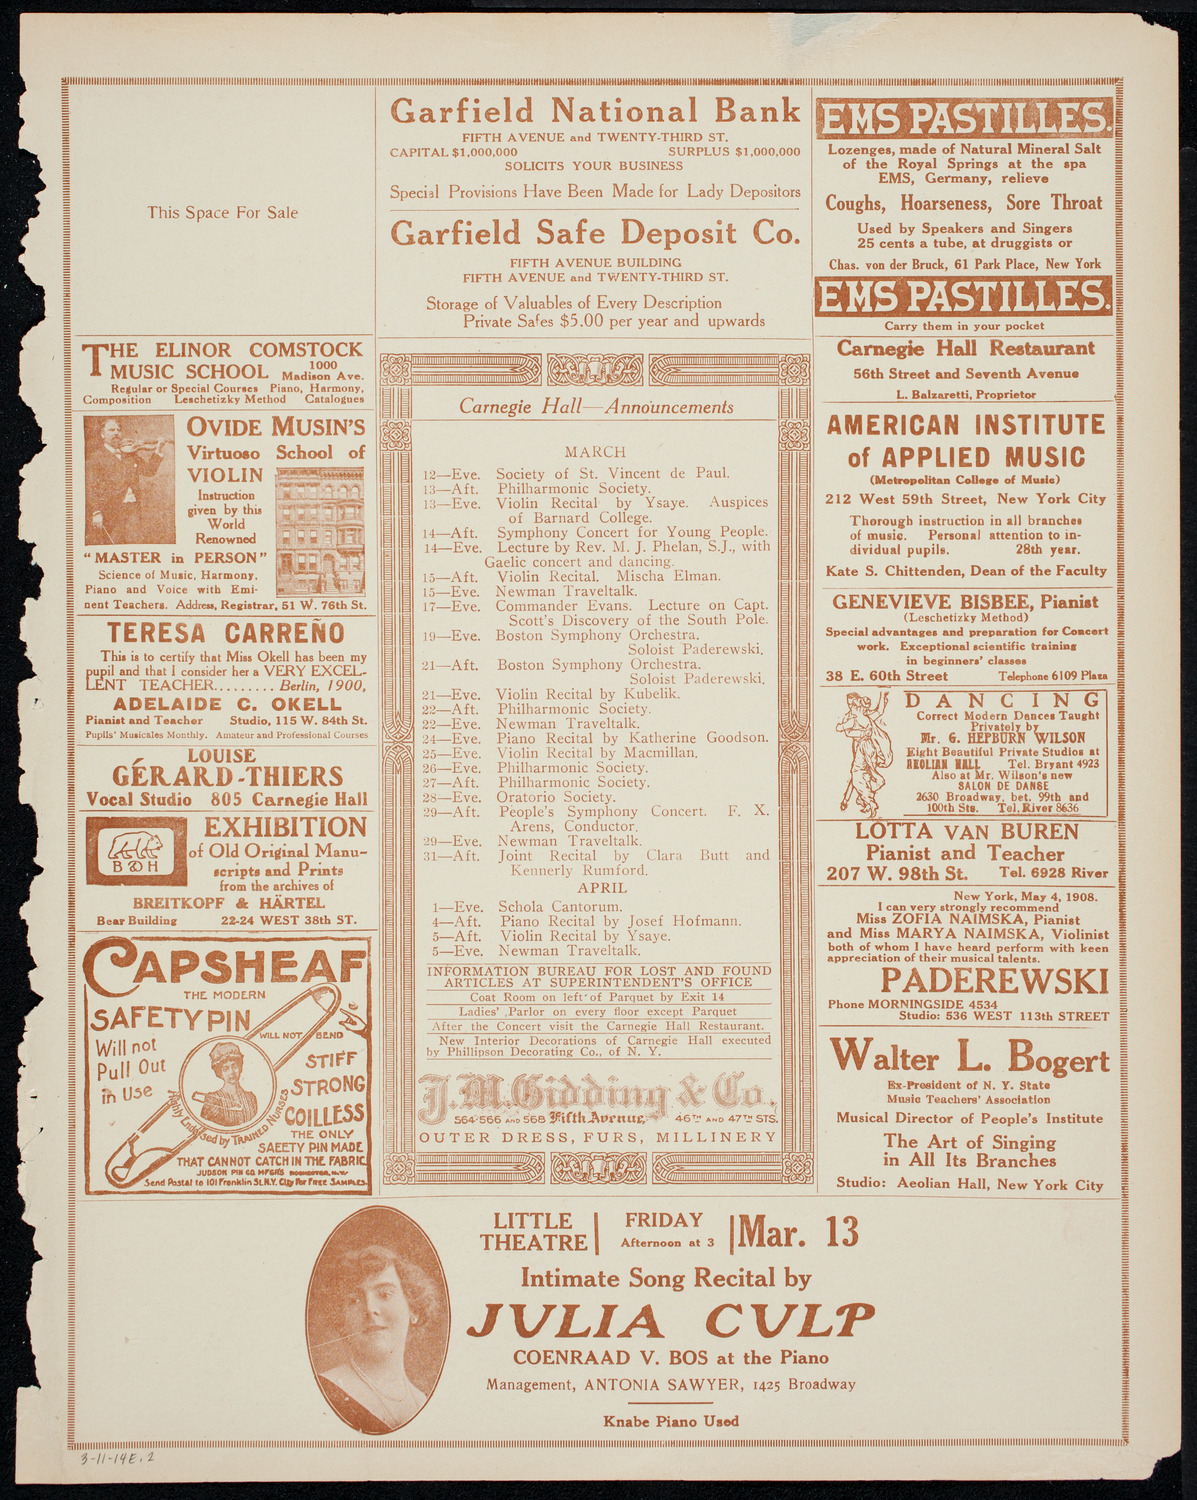 This Space For Sale
THE ELINOR COMSTOCK
MUSIC SCHOOL 1000 Madison Ave.
Regular or Special Courses Piano, Harmony,
Composition Leschetizky Method Catalogues
OVIDE MUSIN'S
Virtuoso School of
VIOLIN
Instruction
given by this
World
Renowned
"MASTER in PERSON"
Science of Music, Harmony,
Piano and Voice with Emi-
nent Teachers. Address, Registrar, 51 W. 76th St.
TERESA CARREÑO
This is to certify that Miss Okell has been my
pupil and that I consider her a VERY EXCEL-
LENT TEACHER......... Berlin, 1900,
ADELAIDE C. OKELL
Pianist and Teacher Studio, 115 W. 84th St.
Pupils' Musicales Monthly. Amateur and Professional Courses
LOUISE
GÉRARD-THIERS
Vocal Studio 805 Carnegie Hall
B & H
EXHIBITION
of Old Original Manu-
scripts and Prints
from the archives of
BREITKOPF & HÄRTEL
Bear Building 22-24 WEST 38th ST.
CAPSHEAF
THE MODERN
SAFETY PIN
WILL NOT BEND
Will not
Pull Out
in Use
STIFF
STRONG
COILLESS
Highly Endorsed by TRAINED NURSES
THE ONLY
SAFETY PIN MADE
THAT CANNOT CATCH IN THE FABRIC
JUDSON PIN CO. MFGRS ROCHESTER, N.Y.
Send Postal to 101 Franklin St. N.Y. City For FREE SAMPLES.
Garfield National Bank
FIFTH AVENUE and TWENTY-THIRD ST.
CAPITAL $1,000,000 SURPLUS $1,000,000
SOLICITS YOUR BUSINESS
Special Provisions Have Been Made for Lady Depositors
Garfield Safe Deposit Co.
FIFTH AVENUE BUILDING
FIFTH AVENUE and TWENTY-THIRD ST.
Storage of Valuables of Every Description
Private Safes $5.00 per year and upwards
Carnegie Hall—Announcements
MARCH
12—Eve. Society of St. Vincent de Paul.
13—Aft. Philharmonic Society.
13—Eve. Violin Recital by Ysaye. Auspices
of Barnard College.
14—Aft. Symphony Concert for Young People.
14—Eve. Lecture by Rev. M. J. Phelan, S.J., with
Gaelic concert and dancing.
15—Aft. Violin Recital. Mischa Elman.
15—Eve. Newman Traveltalk.
17—Eve. Commander Evans. Lecture on Capt.
Scott's Discovery of the South Pole.
19—Eve. Boston Symphony Orchestra.
Soloist Paderewski.
21—Aft. Boston Symphony Orchestra.
Soloist Paderewski.
21—Eve. Violin Recital by Kubelik.
22—Aft. Philharmonic Society.
22—Eve. Newman Traveltalk.
24—Eve. Piano Recital by Katherine Goodson.
25—Eve. Violin Recital by Macmillan.
26—Eve. Philharmonic Society.
27—Aft. Philharmonic Society.
28—Eve. Oratorio Society.
29—Aft. People's Symphony Concert. F. X.
Arens, Conductor.
29—Eve. Newman Traveltalk.
31—Aft. Joint Recital by Clara Butt and
Kennerly Rumford.
APRIL
1—Eve. Schola Cantorum.
4—Aft. Piano Recital by Josef Hofmann.
5—Aft. Violin Recital by Ysaye.
5—Eve. Newman Traveltalk.
INFORMATION BUREAU FOR LOST AND FOUND
ARTICLES AT SUPERINTENDENT'S OFFICE
Coat Room on left of Parquet by Exit 14
Ladies' Parlor on every floor except Parquet
After the Concert visit the Carnegie Hall Restaurant.
New Interior Decorations of Carnegie Hall executed
by Phillipson Decorating Co., of N. Y.
J.M. Gidding & Co.
564-566 AND 568 Fifth Avenue, 46TH AND 47TH STS.
OUTER DRESS, FURS, MILLINERY
EMS PASTILLES.
Lozenges, made of Natural Mineral Salt
of the Royal Springs at the spa
EMS, Germany, relieve
Coughs, Hoarseness, Sore Throat
Used by Speakers and Singers
25 cents a tube, at druggists or
Chas. von der Bruck, 61 Park Place, New York
EMS PASTILLES.
Carry them in your pocket
Carnegie Hall Restaurant
56th Street and Seventh Avenue
L. Balzaretti, Proprietor
AMERICAN INSTITUTE
of APPLIED MUSIC
(Metropolitan College of Music)
212 West 59th Street, New York City
Thorough instruction in all branches
of music. Personal attention to in-
dividual pupils. 28th year.
Kate S. Chittenden, Dean of the Faculty
GENEVIEVE BISBEE, Pianist
(Leschetizky Method)
Special advantages and preparation for Concert
work. Exceptional scientific training
in beginners' classes
38 E. 60th Street Telephone 6109 Plaza
DANCING
Correct Modern Dances Taught
Privately by
Mr. G. HEPBURN WILSON
Eight Beautiful Private Studios at
AEOLIAN HALL Tel. Bryant 4923
Also at Mr. Wilson's new
SALON DE DANSE
2630 Broadway, bet. 99th and
100th Sts. Tel. River 8636
LOTTA VAN BUREN
Pianist and Teacher
207 W. 98th St. Tel. 6928 River
New York, May 4, 1908.
I can very strongly recommend
Miss ZOFIA NAIMSKA, Pianist
and Miss MARYA NAIMSKA, Violinist
both of whom I have heard perform with keen
appreciation of their musical talents.
PADEREWSKI
Phone MORNINGSIDE 4534
Studio: 536 WEST 113th STREET
Walter L. Bogert
Ex-President of N. Y. State
Music Teachers' Association
Musical Director of People's Institute
The Art of Singing
in All Its Branches
Studio: Aeolian Hall, New York City
LITTLE THEATRE | FRIDAY Afternoon at 3 | Mar. 13
Intimate Song Recital by
JULIA CULP
COENRAAD V. BOS at the Piano
Management, ANTONIA SAWYER, 1425 Broadway
Knabe Piano Used
3-11-14E.2